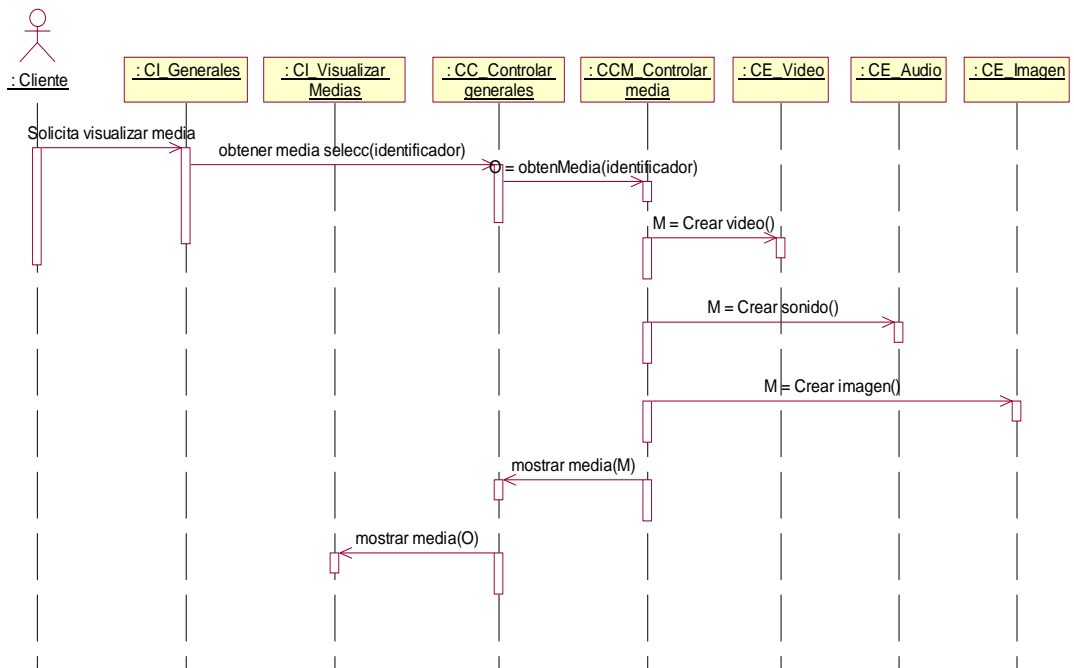 : Cliente
: CI_Generales
: CI_Visualizar
Medias
: CC_Controlar
generales
: CCM_Controlar
media
: CE_Video
: CE_Audio
: CE_Imagen
Solicita visualizar media
obtener media selecc(identificador)
O = obtenMedia(identificador)
M = Crear video()
M = Crear sonido()
M = Crear imagen()
mostrar media(M)
mostrar media(O)